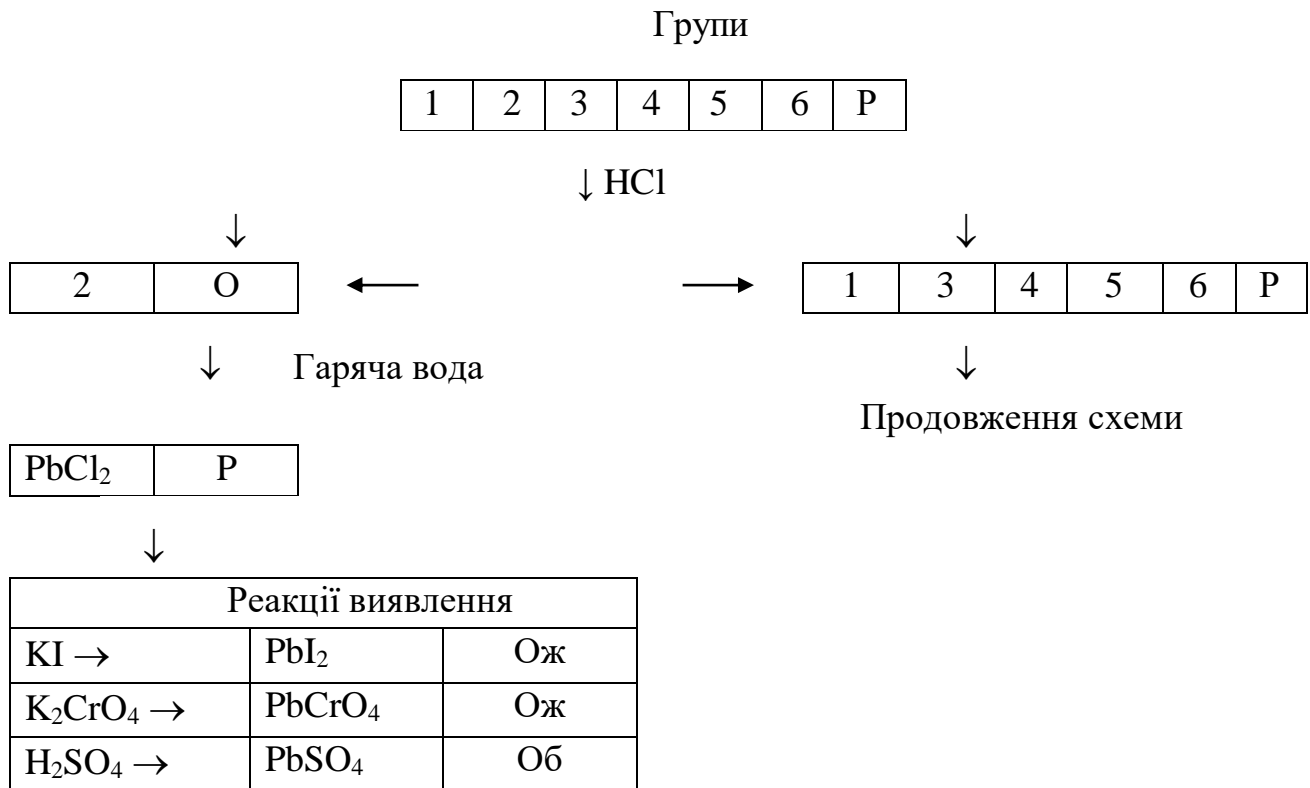 Групи
1 2 3 4 5 6 Р
↓ HCl
↓ ↓
2 О ← → 1 3 4 5 6 Р
↓ Гаряча вода ↓
Продовження схеми
PbCl₂ Р
↓
Реакції виявлення
KI → PbI₂ Ож
K₂CrO₄ → PbCrO₄ Ож
H₂SO₄ → PbSO₄ Об